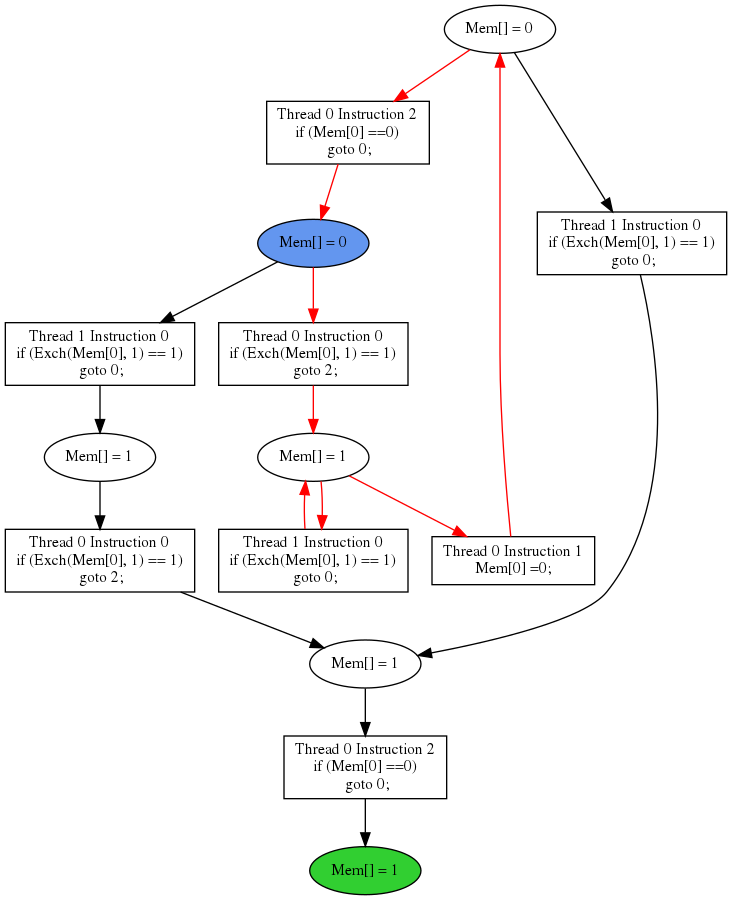 Mem[] = 0
Thread 0 Instruction 2
if (Mem[0] ==0)
goto 0;
Thread 1 Instruction 0
if (Exch(Mem[0], 1) == 1)
goto 0;
Mem[] = 0
Thread 1 Instruction 0
if (Exch(Mem[0], 1) == 1)
goto 0;
Thread 0 Instruction 0
if (Exch(Mem[0], 1) == 1)
goto 2;
Mem[] = 1
Mem[] = 1
Thread 0 Instruction 0
if (Exch(Mem[0], 1) == 1)
goto 2;
Thread 1 Instruction 0
if (Exch(Mem[0], 1) == 1)
goto 0;
Thread 0 Instruction 1
Mem[0] =0;
Mem[] = 1
Thread 0 Instruction 2
if (Mem[0] ==0)
goto 0;
Mem[] = 1